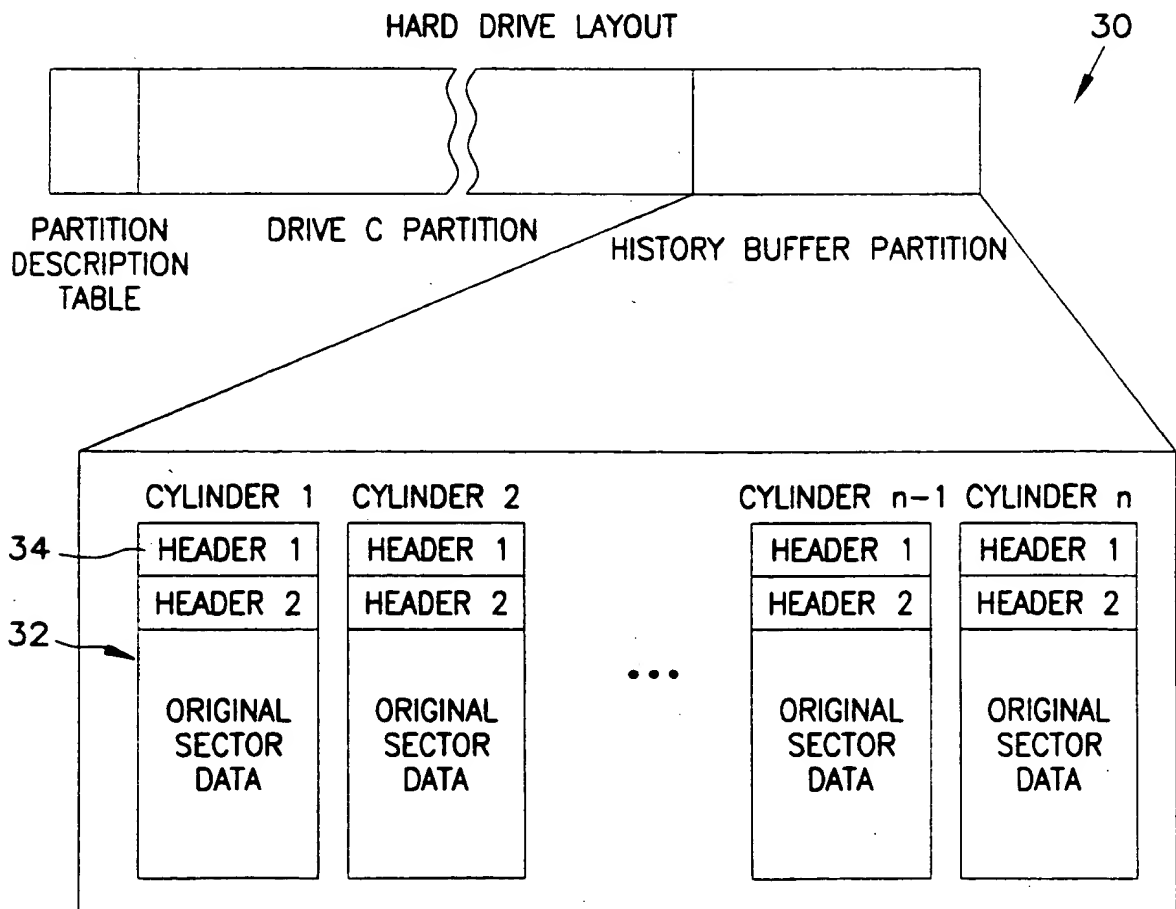 HARD DRIVE LAYOUT
30
PARTITION
DESCRIPTION
TABLE
DRIVE C PARTITION
HISTORY BUFFER PARTITION
CYLINDER 1
CYLINDER 2
CYLINDER n-1
CYLINDER n
34
HEADER 1
HEADER 1
HEADER 1
HEADER 1
HEADER 2
HEADER 2
HEADER 2
HEADER 2
32
ORIGINAL
SECTOR
DATA
ORIGINAL
SECTOR
DATA
•••
ORIGINAL
SECTOR
DATA
ORIGINAL
SECTOR
DATA